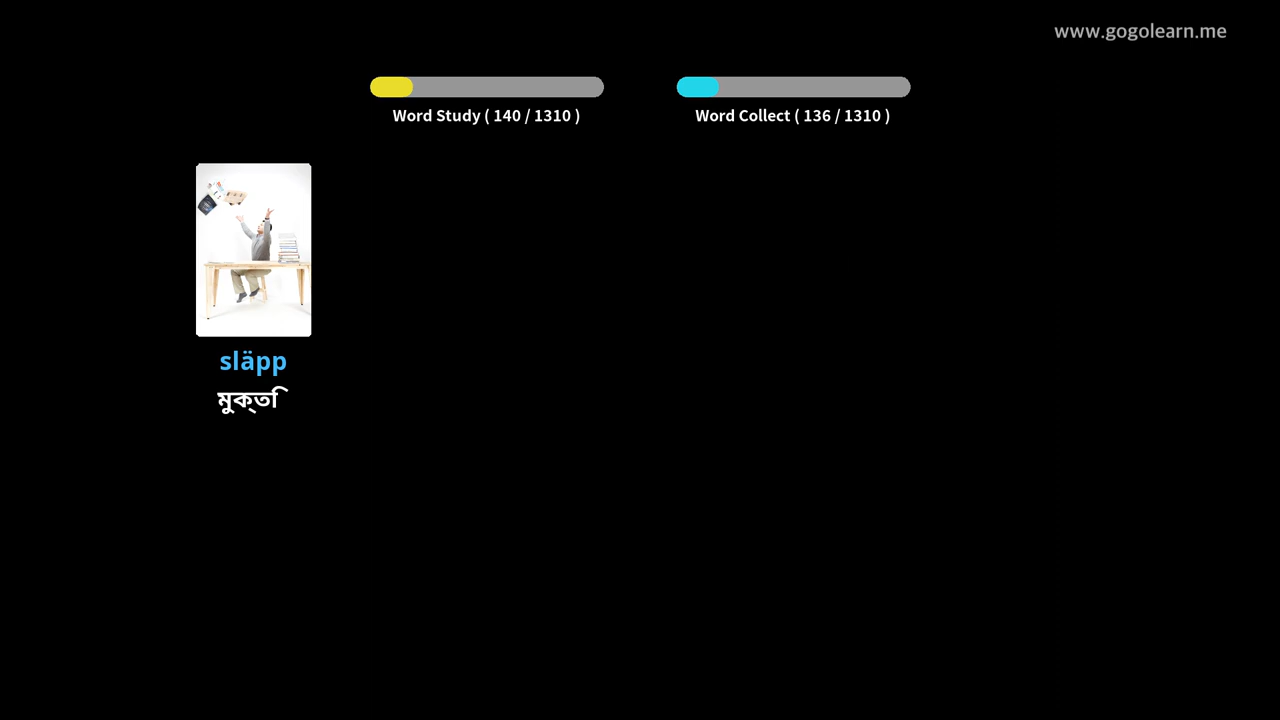 www.gogolearn.me
Word Study ( 140 / 1310 )
Word Collect ( 136 / 1310 )
släpp
মুক্তি